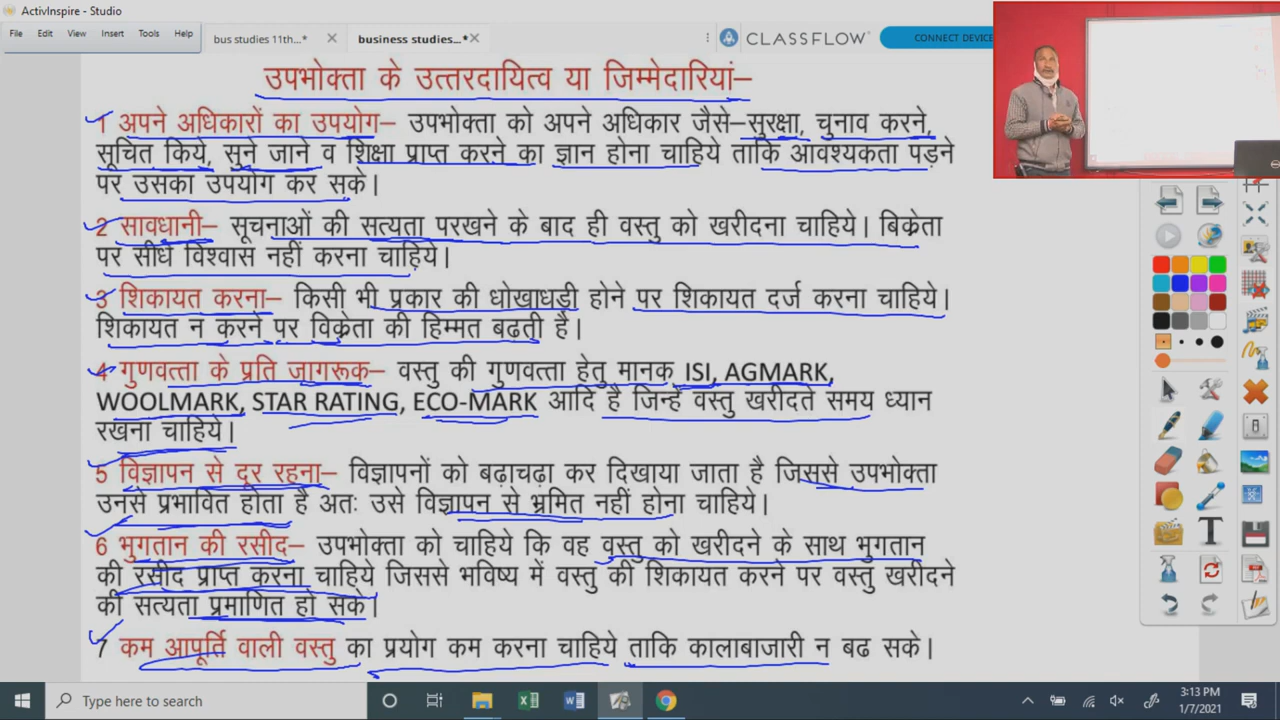 ActivInspire - Studio
File Edit View Insert Tools Help
bus studies 11th...*
business studies...*
CLASSFLOW
CONNECT DEVICE
उपभोक्ता के उत्तरदायित्व या जिम्मेदारियां–
1 अपने अधिकारों का उपयोग– उपभोक्ता को अपने अधिकार जैसे–सुरक्षा, चुनाव करने,
सूचित किये, सुने जाने व शिक्षा प्राप्त करने का ज्ञान होना चाहिये ताकि आवश्यकता पड़ने
पर उसका उपयोग कर सके।
2 सावधानी– सूचनाओं की सत्यता परखने के बाद ही वस्तु को खरीदना चाहिये। बिक्रेता
पर सीधे विश्वास नहीं करना चाहिये।
3 शिकायत करना– किसी भी प्रकार की धोखाधडी होने पर शिकायत दर्ज करना चाहिये।
शिकायत न करने पर विक्रेता की हिम्मत बढती है।
4 गुणवत्ता के प्रति जागरूक– वस्तु की गुणवत्ता हेतु मानक ISI, AGMARK,
WOOLMARK, STAR RATING, ECO-MARK आदि है जिन्हें वस्तु खरीदते समय ध्यान
रखना चाहिये।
5 विज्ञापन से दूर रहना– विज्ञापनों को बढ़ाचढ़ा कर दिखाया जाता है जिससे उपभोक्ता
उनसे प्रभावित होता है अतः उसे विज्ञापन से भ्रमित नहीं होना चाहिये।
6 भुगतान की रसीद– उपभोक्ता को चाहिये कि वह वस्तु को खरीदने के साथ भुगतान
की रसीद प्राप्त करना चाहिये जिससे भविष्य में वस्तु की शिकायत करने पर वस्तु खरीदने
की सत्यता प्रमाणित हो सके।
7 कम आपूर्ति वाली वस्तु का प्रयोग कम करना चाहिये ताकि कालाबाजारी न बढ सके।
Type here to search
3:13 PM
1/7/2021